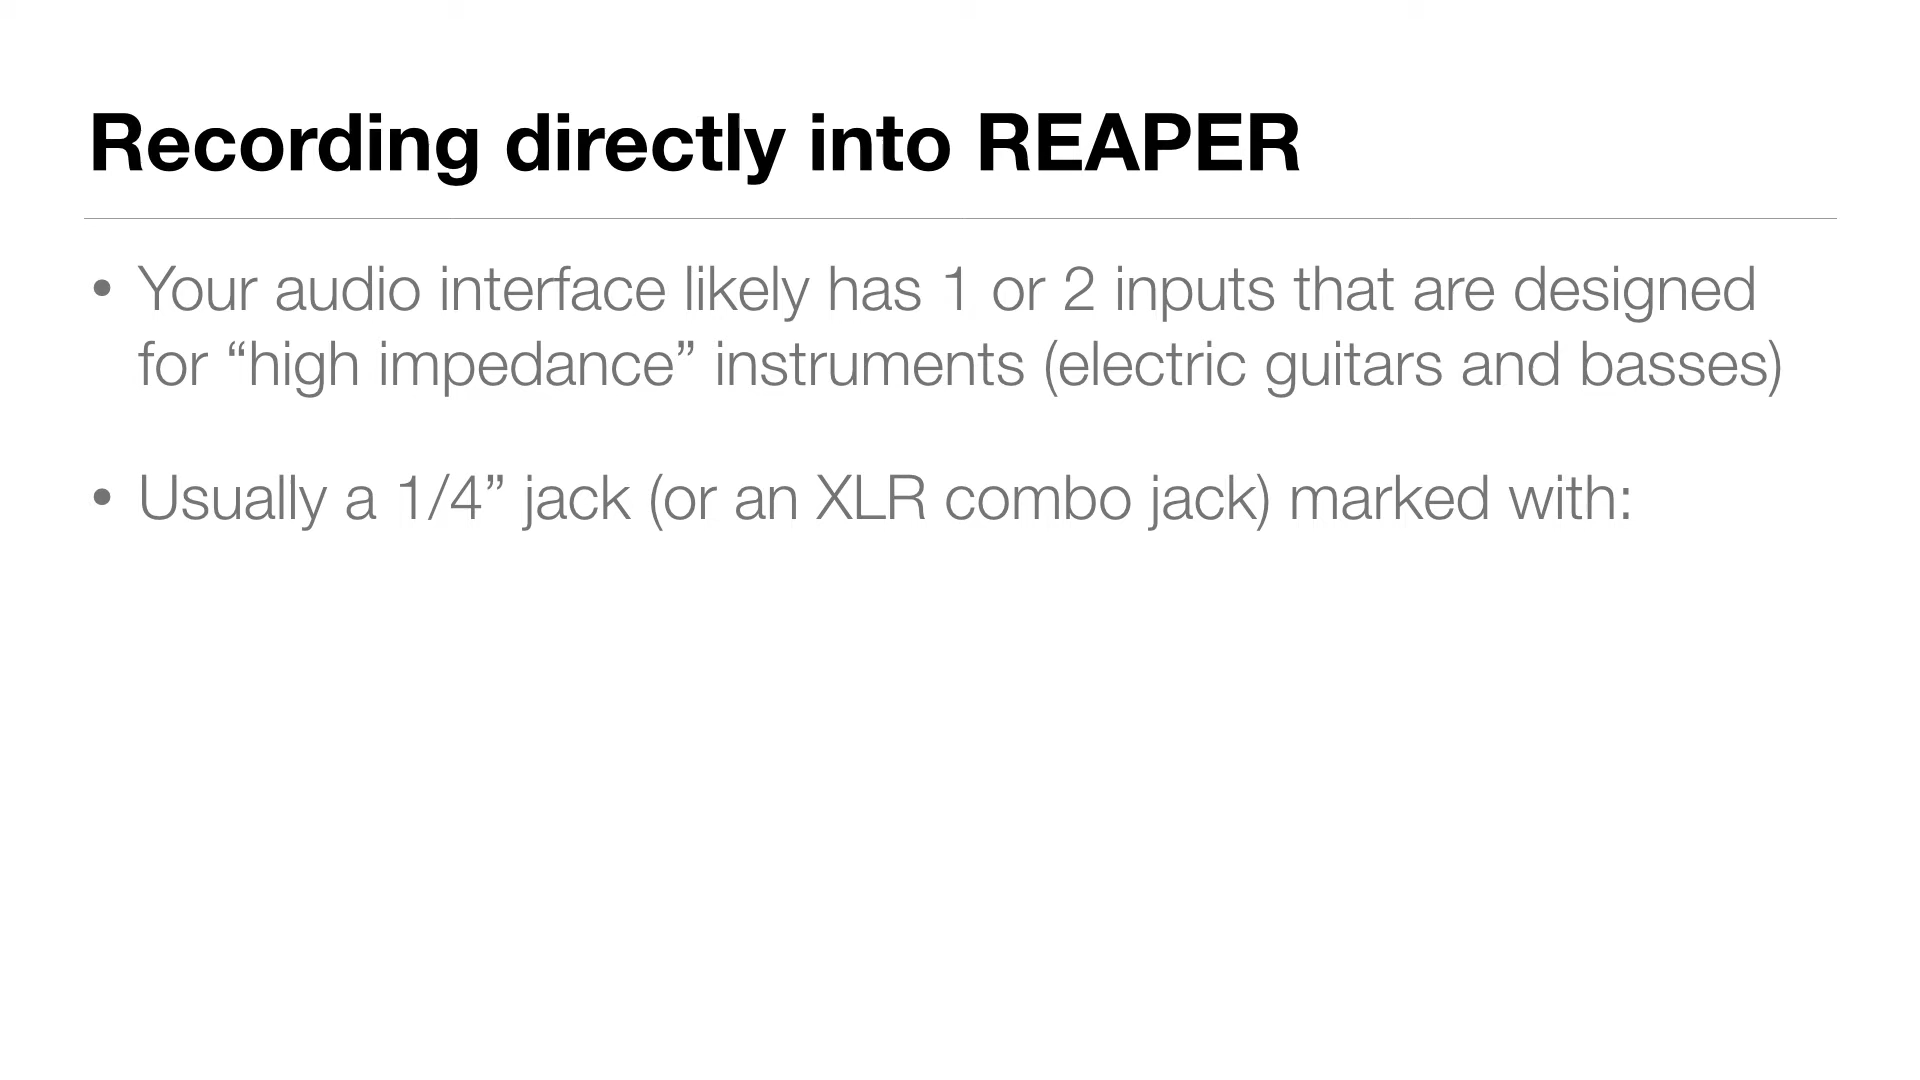 Recording directly into REAPER
• Your audio interface likely has 1 or 2 inputs that are designed
for “high impedance” instruments (electric guitars and basses)
• Usually a 1/4” jack (or an XLR combo jack) marked with: